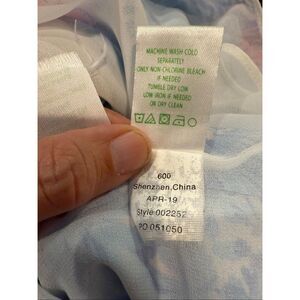 MACHINE WASH COLD
SEPARATELY
ONLY NON-CHLORINE BLEACH
IF NEEDED
TUMBLE DRY LOW
LOW IRON IF NEEDED
OR DRY CLEAN
600
Shenzhen,China
APR-19
Style 002252
PO 051050